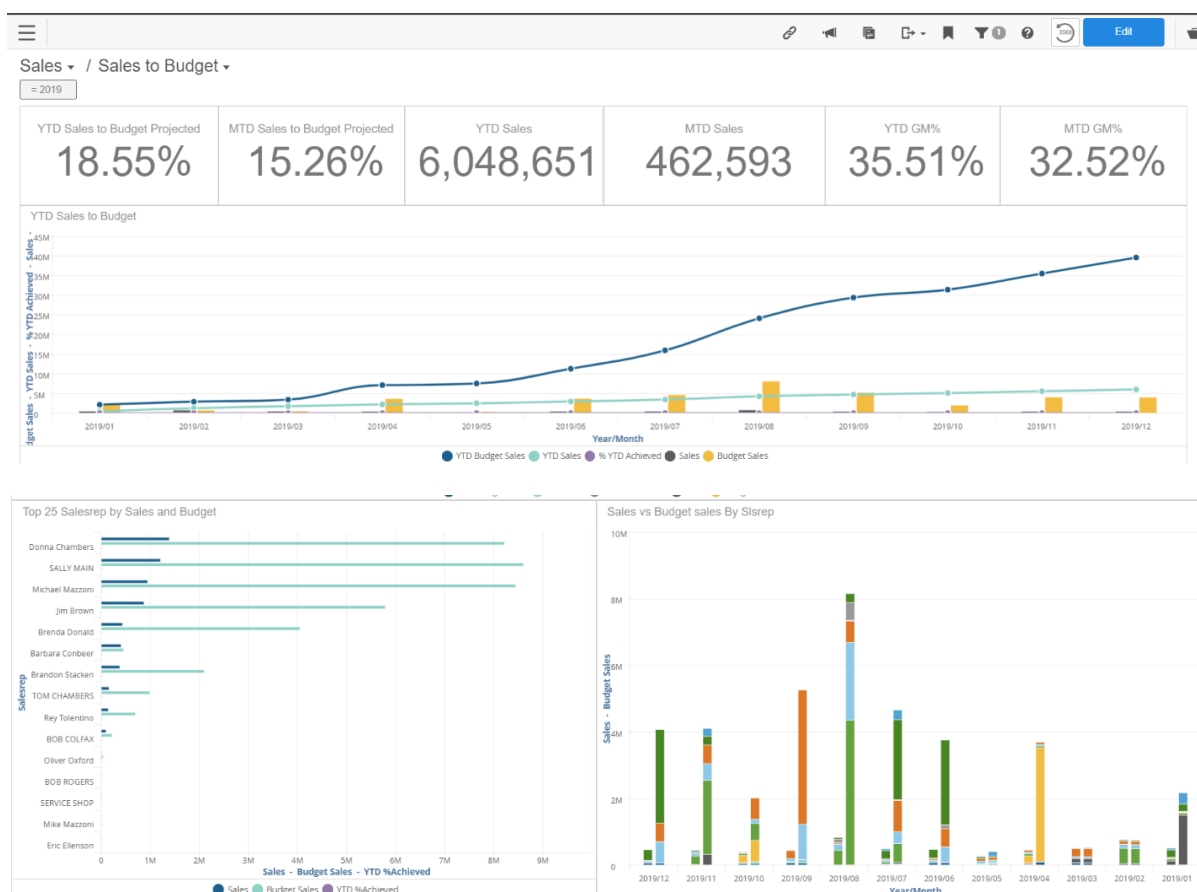 3588
Edit
Sales / Sales to Budget
= 2019
YTD Sales to Budget Projected
18.55%
MTD Sales to Budget Projected
15.26%
YTD Sales
6,048,651
MTD Sales
462,593
YTD GM%
35.51%
MTD GM%
32.52%
YTD Sales to Budget
dget Sales - YTD Sales - % YTD Achieved - Sales -
45M
40M
35M
30M
25M
20M
15M
10M
5M
2019/01 2019/02 2019/03 2019/04 2019/05 2019/06 2019/07 2019/08 2019/09 2019/10 2019/11 2019/12
Year/Month
YTD Budget Sales YTD Sales % YTD Achieved Sales Budget Sales
Top 25 Salesrep by Sales and Budget
Salesrep
Donna Chambers
SALLY MAIN
Michael Mazzoni
Jim Brown
Brenda Donald
Barbara Conbeer
Brandon Stacken
TOM CHAMBERS
Rey Tolentino
BOB COLFAX
Oliver Oxford
BOB ROGERS
SERVICE SHOP
Mike Mazzoni
Eric Ellenson
0 1M 2M 3M 4M 5M 6M 7M 8M 9M
Sales - Budget Sales - YTD %Achieved
Sales Budget Sales YTD %Achieved
Sales vs Budget sales By Slsrep
Sales - Budget Sales
10M
8M
6M
4M
2M
0
2019/12 2019/11 2019/10 2019/09 2019/08 2019/07 2019/06 2019/05 2019/04 2019/03 2019/02 2019/01
Year/Month